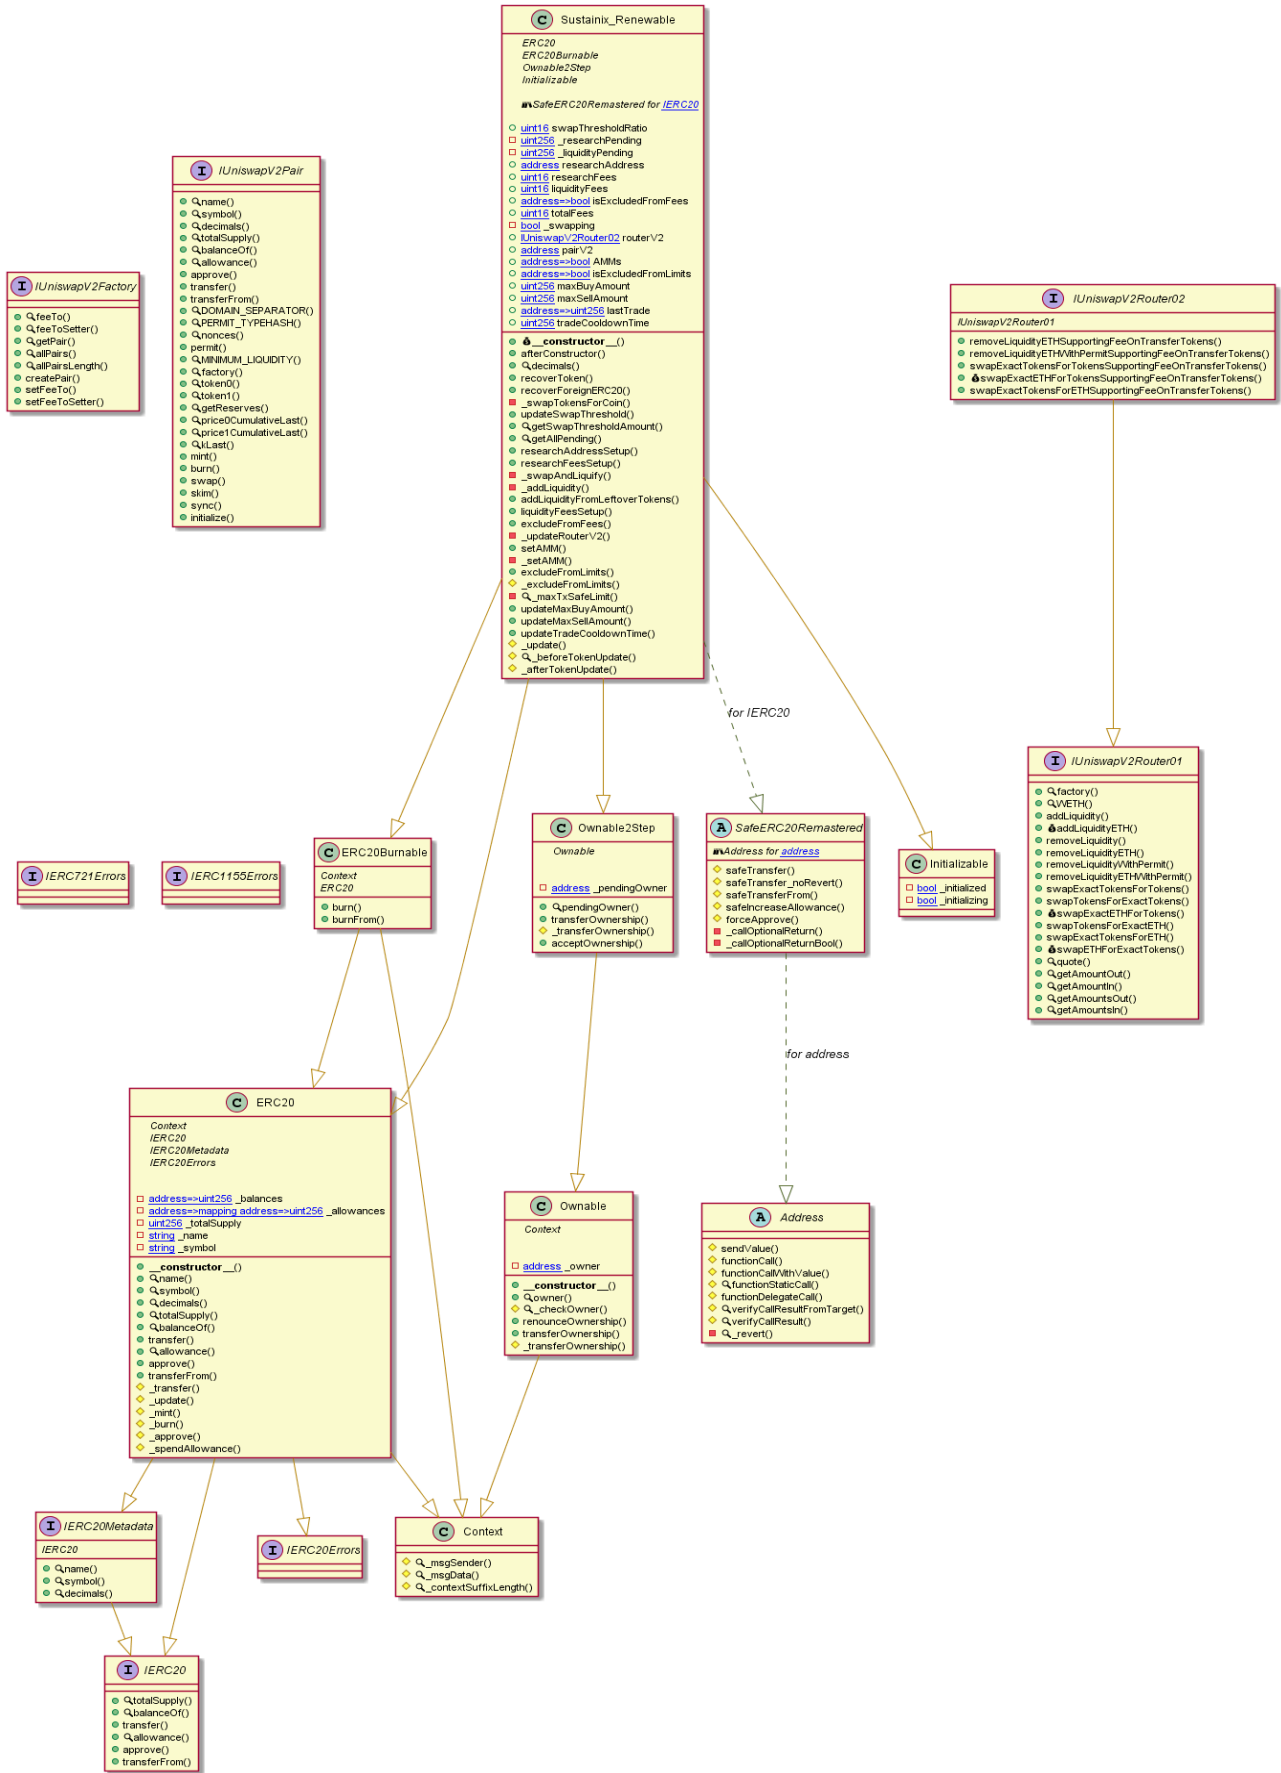 C Sustainix_Renewable
ERC20
ERC20Burnable
Ownable2Step
Initializable
SafeERC20Remastered for IERC20
uint16 swapThresholdRatio
uint256 _researchPending
uint256 _liquidityPending
address researchAddress
uint16 researchFees
uint16 liquidityFees
address=>bool isExcludedFromFees
uint16 totalFees
bool _swapping
IUniswapV2Router02 routerV2
address pairV2
address=>bool AMMs
address=>bool isExcludedFromLimits
uint256 maxBuyAmount
uint256 maxSellAmount
address=>uint256 lastTrade
uint256 tradeCooldownTime
__constructor__()
afterConstructor()
decimals()
recoverToken()
recoverForeignERC20()
_swapTokensForCoin()
updateSwapThreshold()
getSwapThresholdAmount()
getAllPending()
researchAddressSetup()
researchFeesSetup()
_swapAndLiquify()
_addLiquidity()
addLiquidityFromLeftoverTokens()
liquidityFeesSetup()
excludeFromFees()
_updateRouterV2()
setAMM()
_setAMM()
excludeFromLimits()
_excludeFromLimits()
_maxTxSafeLimit()
updateMaxBuyAmount()
updateMaxSellAmount()
updateTradeCooldownTime()
_update()
_beforeTokenUpdate()
_afterTokenUpdate()
I IUniswapV2Pair
name()
symbol()
decimals()
totalSupply()
balanceOf()
allowance()
approve()
transfer()
transferFrom()
DOMAIN_SEPARATOR()
PERMIT_TYPEHASH()
nonces()
permit()
MINIMUM_LIQUIDITY()
factory()
token0()
token1()
getReserves()
price0CumulativeLast()
price1CumulativeLast()
kLast()
mint()
burn()
swap()
skim()
sync()
initialize()
I IUniswapV2Factory
feeTo()
feeToSetter()
getPair()
allPairs()
allPairsLength()
createPair()
setFeeTo()
setFeeToSetter()
I IUniswapV2Router02
IUniswapV2Router01
removeLiquidityETHSupportingFeeOnTransferTokens()
removeLiquidityETHWithPermitSupportingFeeOnTransferTokens()
swapExactTokensForTokensSupportingFeeOnTransferTokens()
swapExactETHForTokensSupportingFeeOnTransferTokens()
swapExactTokensForETHSupportingFeeOnTransferTokens()
for IERC20
I IUniswapV2Router01
factory()
WETH()
addLiquidity()
addLiquidityETH()
removeLiquidity()
removeLiquidityETH()
removeLiquidityWithPermit()
removeLiquidityETHWithPermit()
swapExactTokensForTokens()
swapTokensForExactTokens()
swapExactETHForTokens()
swapTokensForExactETH()
swapExactTokensForETH()
swapETHForExactTokens()
quote()
getAmountOut()
getAmountIn()
getAmountsOut()
getAmountsIn()
I IERC721Errors
I IERC1155Errors
C ERC20Burnable
Context
ERC20
burn()
burnFrom()
C Ownable2Step
Ownable
address _pendingOwner
pendingOwner()
transferOwnership()
_transferOwnership()
acceptOwnership()
A SafeERC20Remastered
Address for address
safeTransfer()
safeTransfer_noRevert()
safeTransferFrom()
safeIncreaseAllowance()
forceApprove()
_callOptionalReturn()
_callOptionalReturnBool()
C Initializable
bool _initialized
bool _initializing
for address
C ERC20
Context
IERC20
IERC20Metadata
IERC20Errors
address=>uint256 _balances
address=>mapping address=>uint256 _allowances
uint256 _totalSupply
string _name
string _symbol
__constructor__()
name()
symbol()
decimals()
totalSupply()
balanceOf()
transfer()
allowance()
approve()
transferFrom()
_transfer()
_update()
_mint()
_burn()
_approve()
_spendAllowance()
C Ownable
Context
address _owner
__constructor__()
owner()
_checkOwner()
renounceOwnership()
transferOwnership()
_transferOwnership()
A Address
sendValue()
functionCall()
functionCallWithValue()
functionStaticCall()
functionDelegateCall()
verifyCallResultFromTarget()
verifyCallResult()
_revert()
I IERC20Metadata
IERC20
name()
symbol()
decimals()
I IERC20Errors
C Context
_msgSender()
_msgData()
_contextSuffixLength()
I IERC20
totalSupply()
balanceOf()
transfer()
allowance()
approve()
transferFrom()